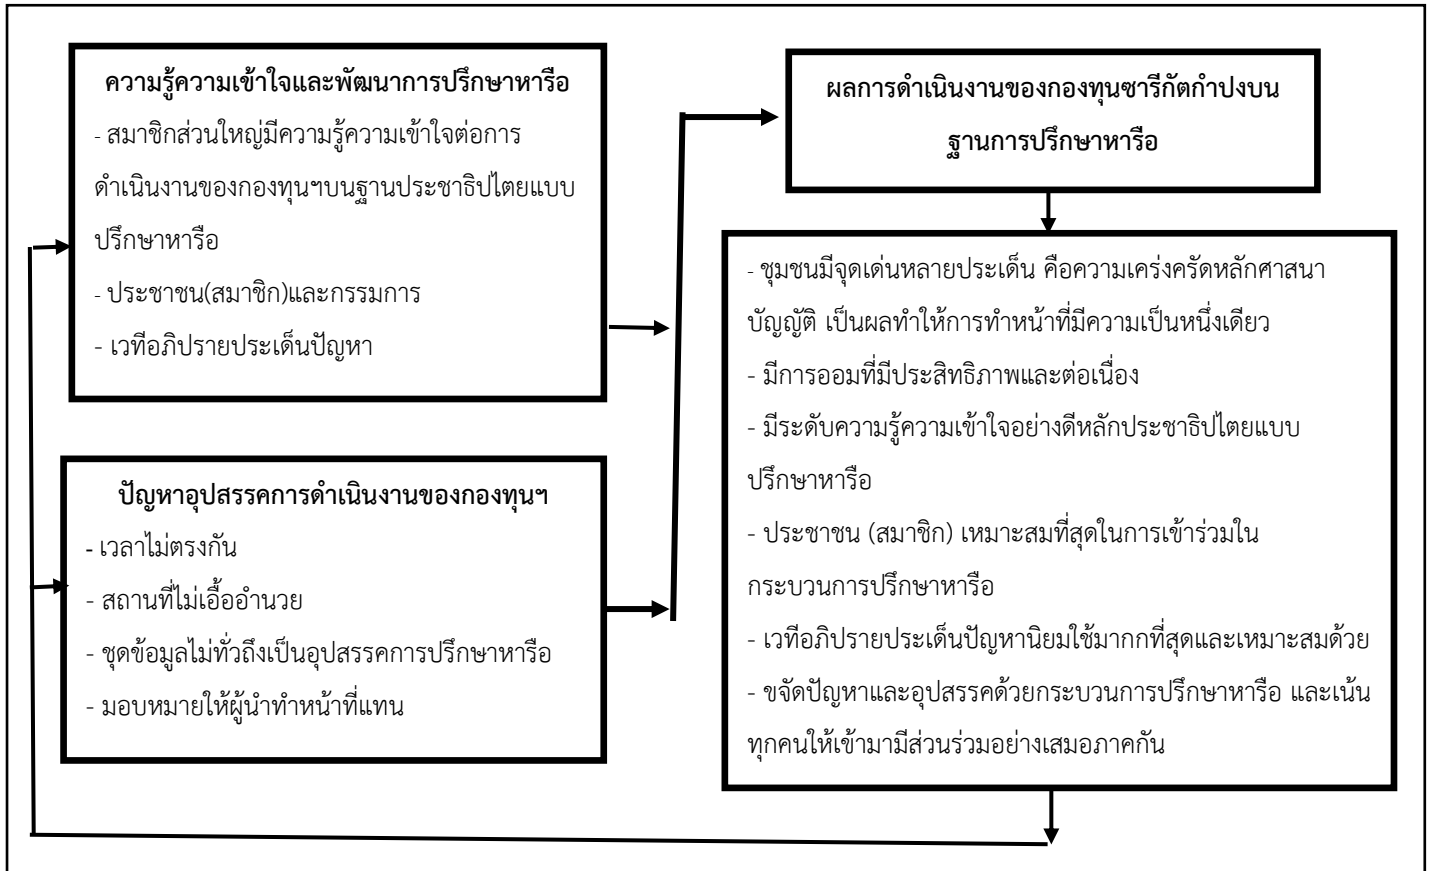 ความรู้ความเข้าใจและพัฒนาการปรึกษาหารือ
- สมาชิกส่วนใหญ่มีความรู้ความเข้าใจต่อการ
ดำเนินงานของกองทุนฯบนฐานประชาธิปไตยแบบ
ปรึกษาหารือ
- ประชาชน(สมาชิก)และกรรมการ
- เวทีอภิปรายประเด็นปัญหา
ปัญหาอุปสรรคการดำเนินงานของกองทุนฯ
- เวลาไม่ตรงกัน
- สถานที่ไม่เอื้ออำนวย
- ชุดข้อมูลไม่ทั่วถึงเป็นอุปสรรคการปรึกษาหารือ
- มอบหมายให้ผู้นำทำหน้าที่แทน
ผลการดำเนินงานของกองทุนซารีกัตกำปงบน
ฐานการปรึกษาหารือ
- ชุมชนมีจุดเด่นหลายประเด็น คือความเคร่งครัดหลักศาสนา
บัญญัติ เป็นผลทำให้การทำหน้าที่มีความเป็นหนึ่งเดียว
- มีการออมที่มีประสิทธิภาพและต่อเนื่อง
- มีระดับความรู้ความเข้าใจอย่างดีหลักประชาธิปไตยแบบ
ปรึกษาหารือ
- ประชาชน (สมาชิก) เหมาะสมที่สุดในการเข้าร่วมใน
กระบวนการปรึกษาหารือ
- เวทีอภิปรายประเด็นปัญหานิยมใช้มากกที่สุดและเหมาะสมด้วย
- ขจัดปัญหาและอุปสรรคด้วยกระบวนการปรึกษาหารือ และเน้น
ทุกคนให้เข้ามามีส่วนร่วมอย่างเสมอภาคกัน